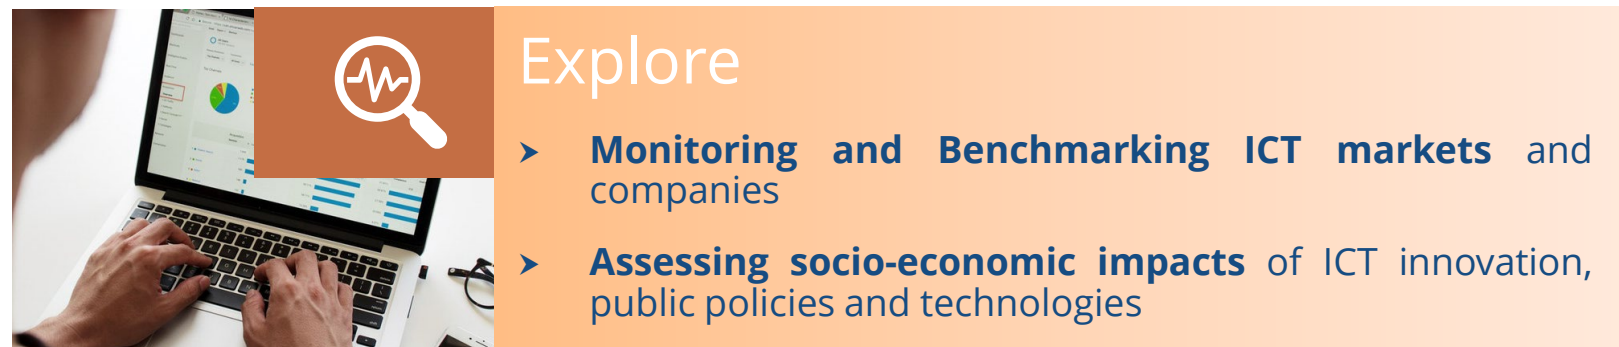 Explore
➤ Monitoring and Benchmarking ICT markets and
companies
➤ Assessing socio-economic impacts of ICT innovation,
public policies and technologies